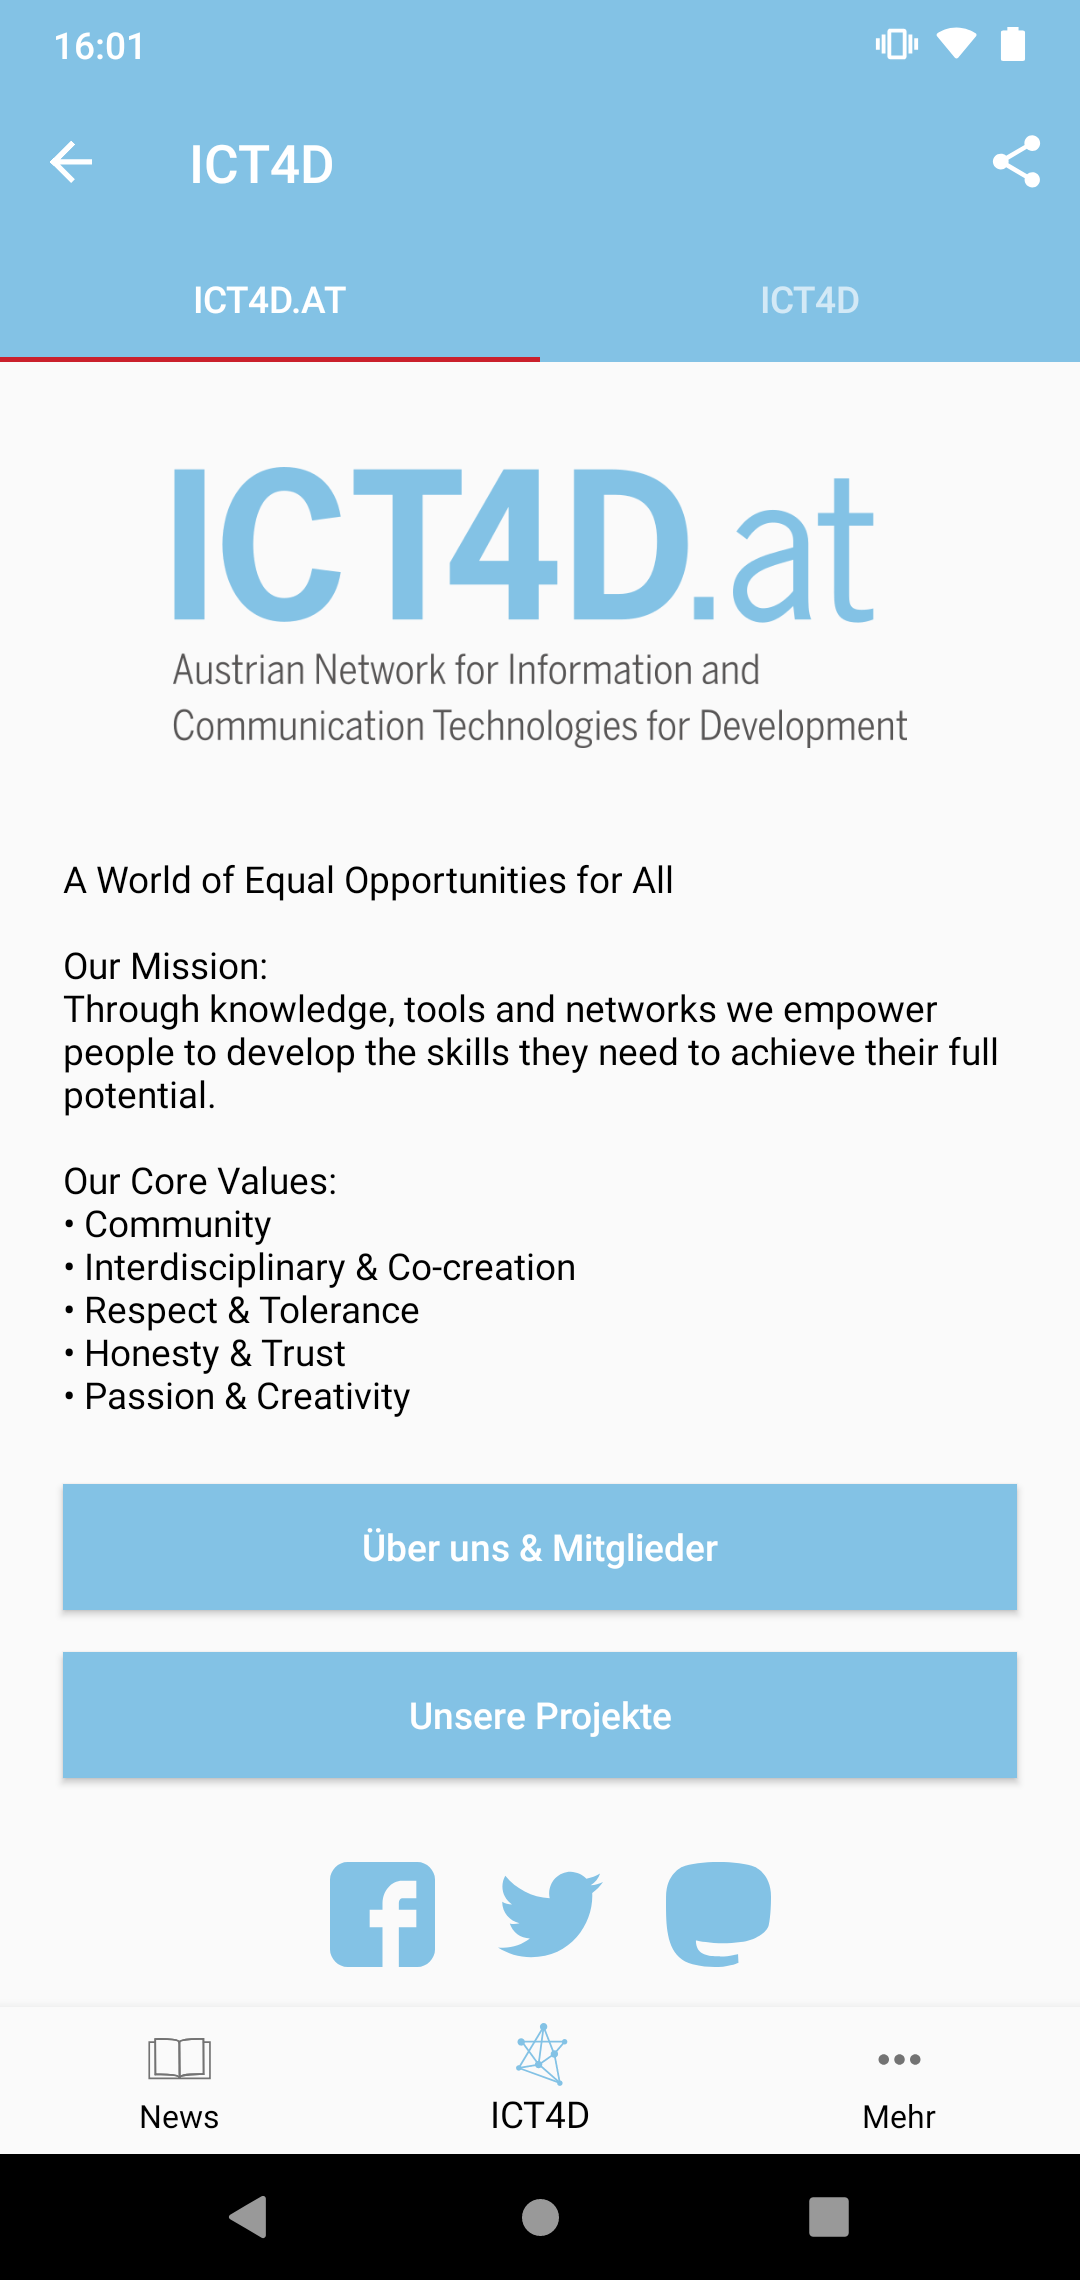 16:01
ICT4D
ICT4D.AT
ICT4D
ICT4D.at
Austrian Network for Information and
Communication Technologies for Development
A World of Equal Opportunities for All
Our Mission:
Through knowledge, tools and networks we empower
people to develop the skills they need to achieve their full
potential.
Our Core Values:
• Community
• Interdisciplinary & Co-creation
• Respect & Tolerance
• Honesty & Trust
• Passion & Creativity
Über uns & Mitglieder
Unsere Projekte
News
ICT4D
Mehr